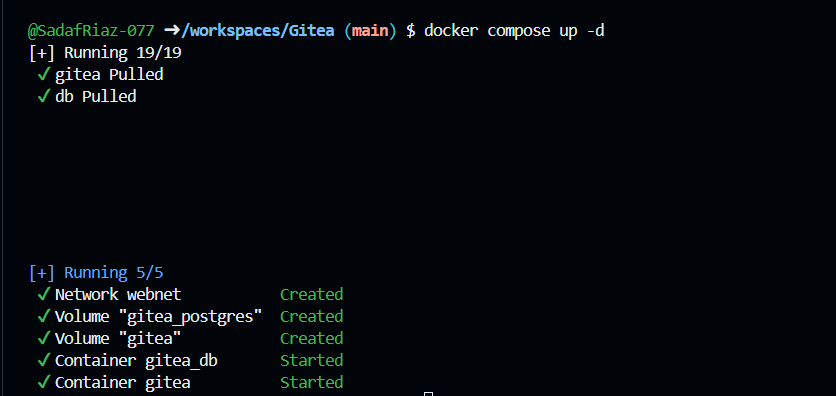 @SadafRiaz-077 ➜/workspaces/Gitea (main) $ docker compose up -d
[+] Running 19/19
✔ gitea Pulled
✔ db Pulled
[+] Running 5/5
✔ Network webnet Created
✔ Volume "gitea_postgres" Created
✔ Volume "gitea" Created
✔ Container gitea_db Started
✔ Container gitea Started